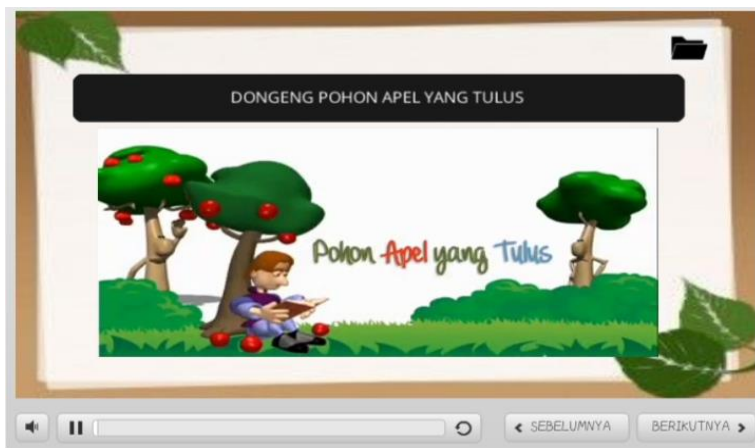 DONGENG POHON APEL YANG TULUS
Pohon Apel yang Tulus
SEBELUMNYA
BERIKUTNYA